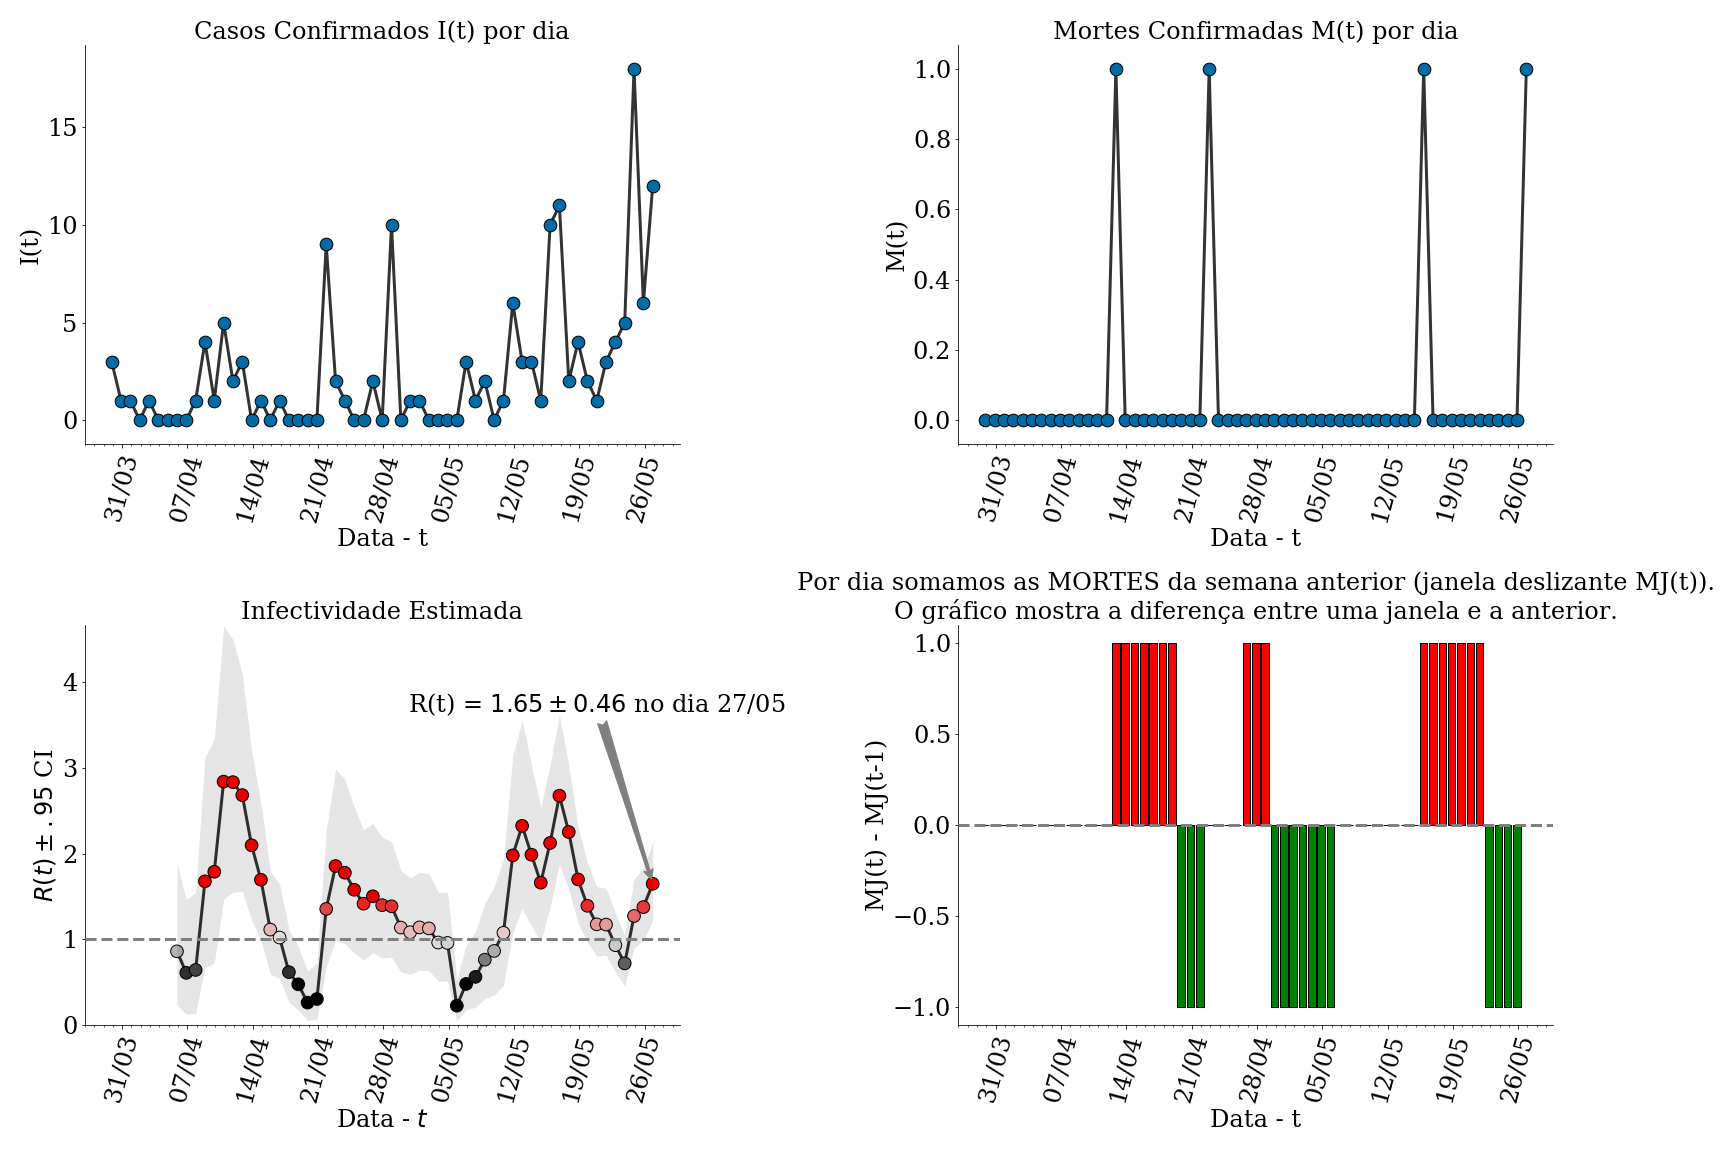 Casos Confirmados I(t) por dia
I(t)
15
10
5
0
31/03 07/04 14/04 21/04 28/04 05/05 12/05 19/05 26/05
Data - t
Mortes Confirmadas M(t) por dia
M(t)
1.0
0.8
0.6
0.4
0.2
0.0
31/03 07/04 14/04 21/04 28/04 05/05 12/05 19/05 26/05
Data - t
Infectividade Estimada
R(t) ± .95 CI
4
3
2
1
0
R(t) = 1.65 ± 0.46 no dia 27/05
31/03 07/04 14/04 21/04 28/04 05/05 12/05 19/05 26/05
Data - t
Por dia somamos as MORTES da semana anterior (janela deslizante MJ(t)).
O gráfico mostra a diferença entre uma janela e a anterior.
MJ(t) - MJ(t-1)
1.0
0.5
0.0
−0.5
−1.0
31/03 07/04 14/04 21/04 28/04 05/05 12/05 19/05 26/05
Data - t